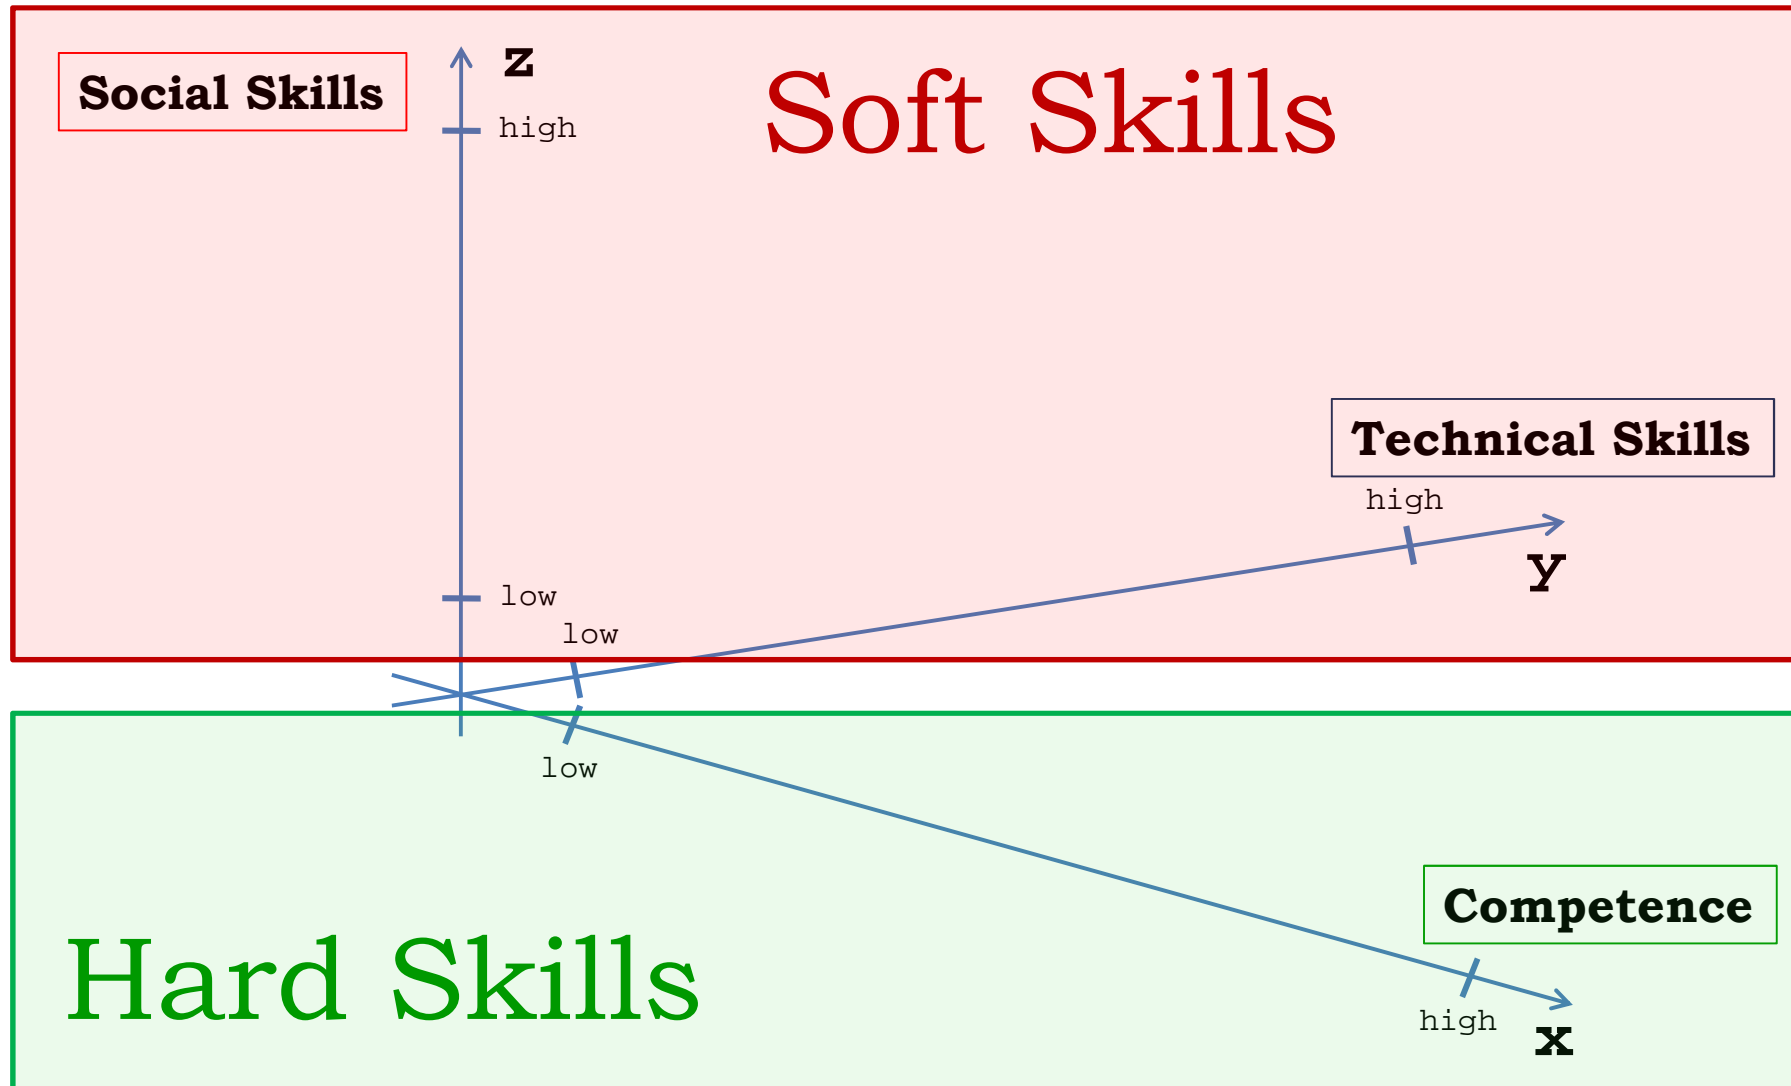 z
Social Skills
Soft Skills
high
Technical Skills
high
y
low
low
low
Competence
Hard Skills
high
x